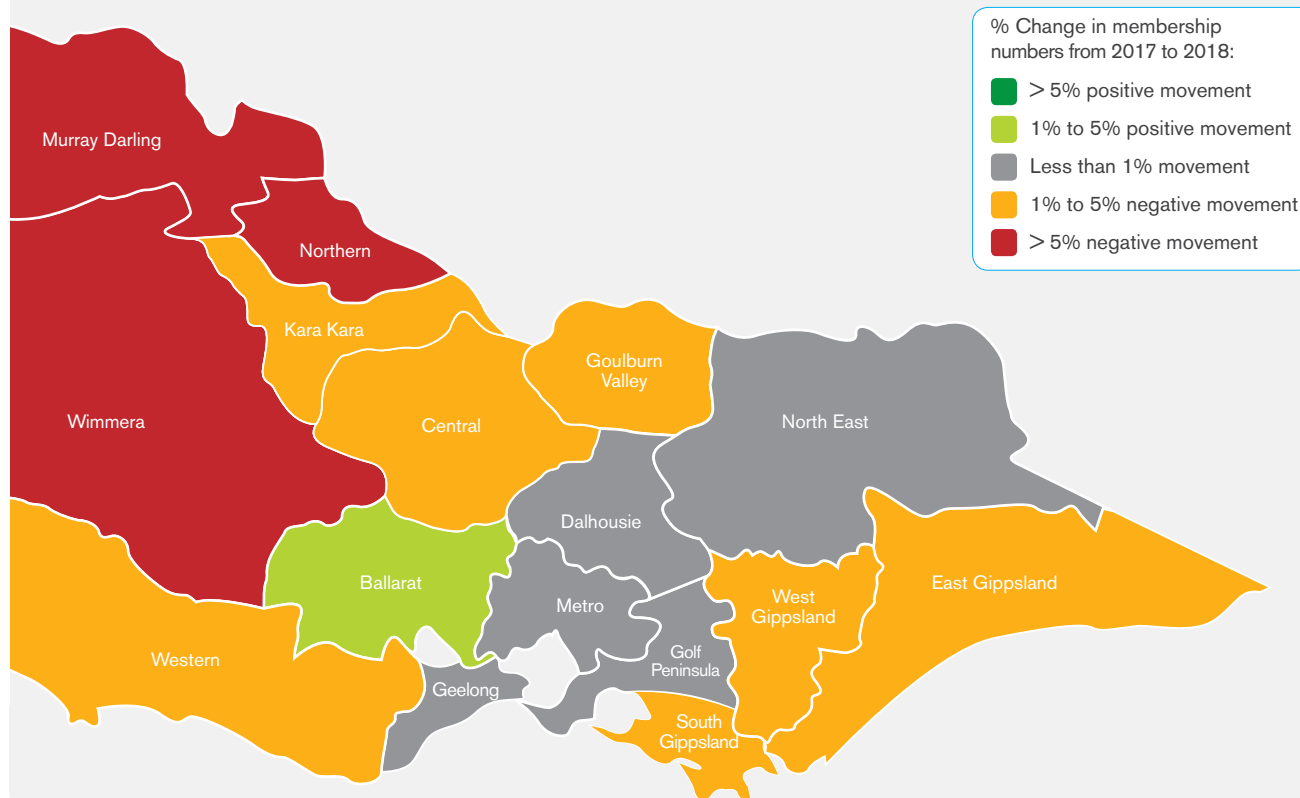 % Change in membership
numbers from 2017 to 2018:
> 5% positive movement
1% to 5% positive movement
Less than 1% movement
1% to 5% negative movement
> 5% negative movement
Murray Darling
Northern
Kara Kara
Goulburn
Valley
Wimmera
Central
North East
Dalhousie
Ballarat
Metro
West
Gippsland
East Gippsland
Western
Golf
Peninsula
Geelong
South
Gippsland